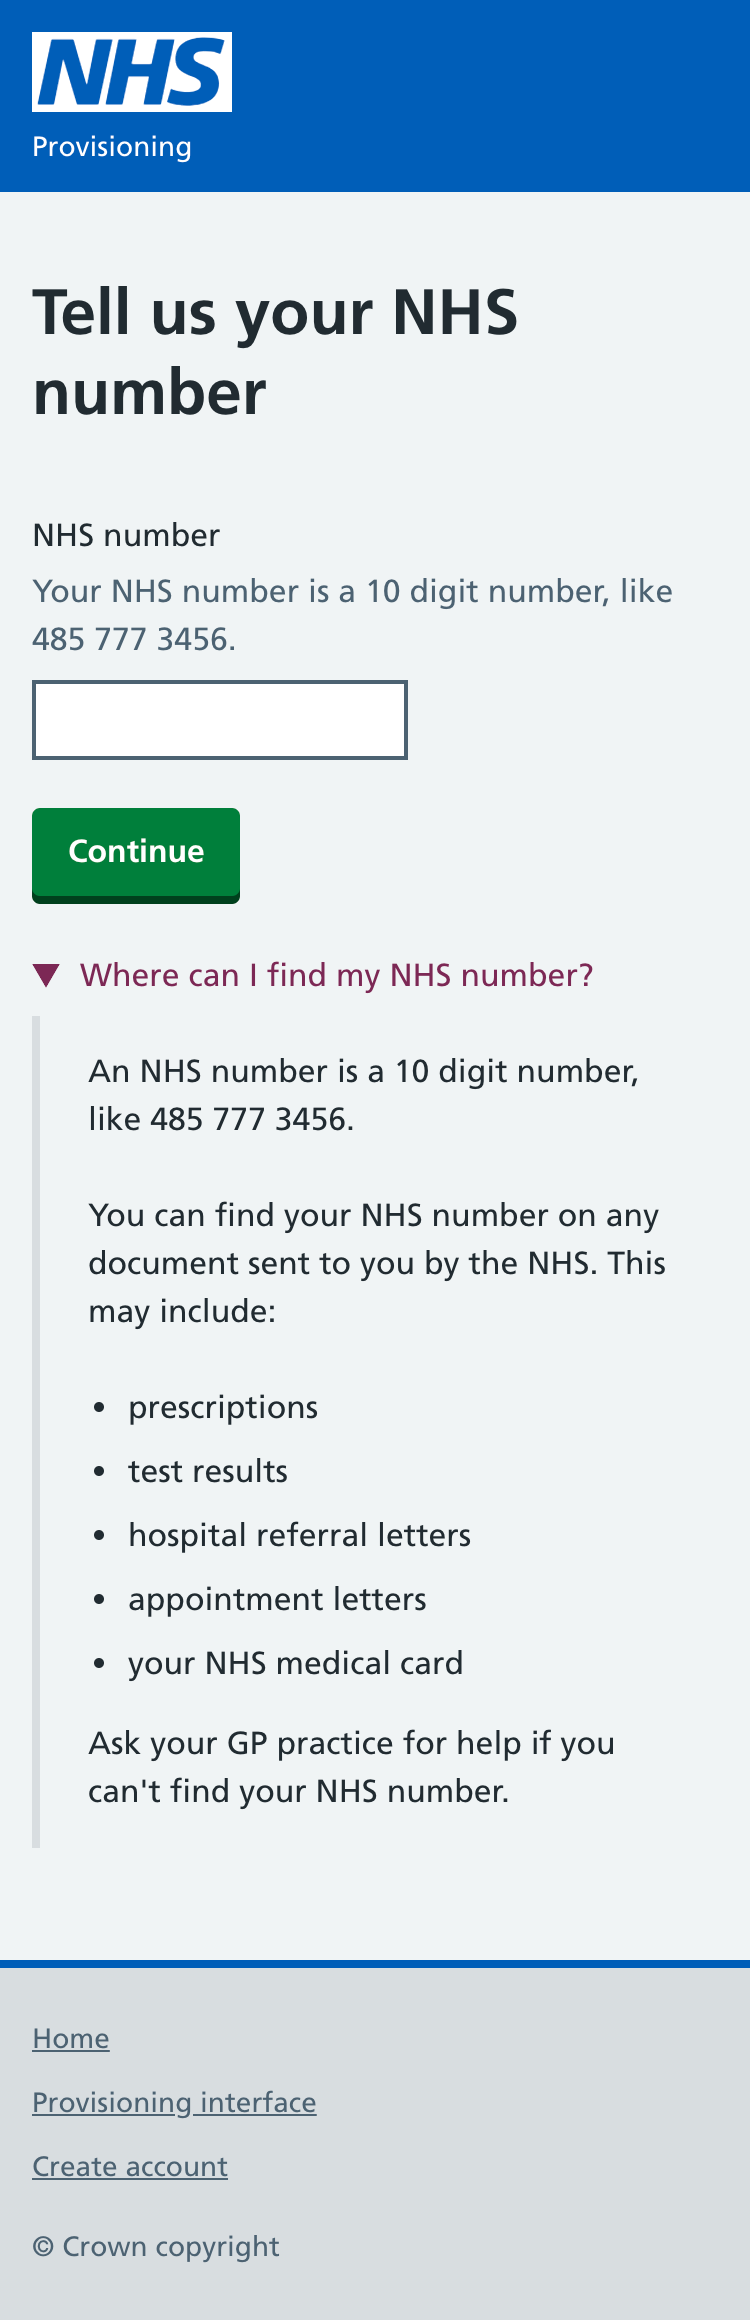 NHS
Provisioning
Tell us your NHS
number
NHS number
Your NHS number is a 10 digit number, like
485 777 3456.
Continue
Where can I find my NHS number?
An NHS number is a 10 digit number,
like 485 777 3456.
You can find your NHS number on any
document sent to you by the NHS. This
may include:
• prescriptions
• test results
• hospital referral letters
• appointment letters
• your NHS medical card
Ask your GP practice for help if you
can't find your NHS number.
Home
Provisioning interface
Create account
© Crown copyright